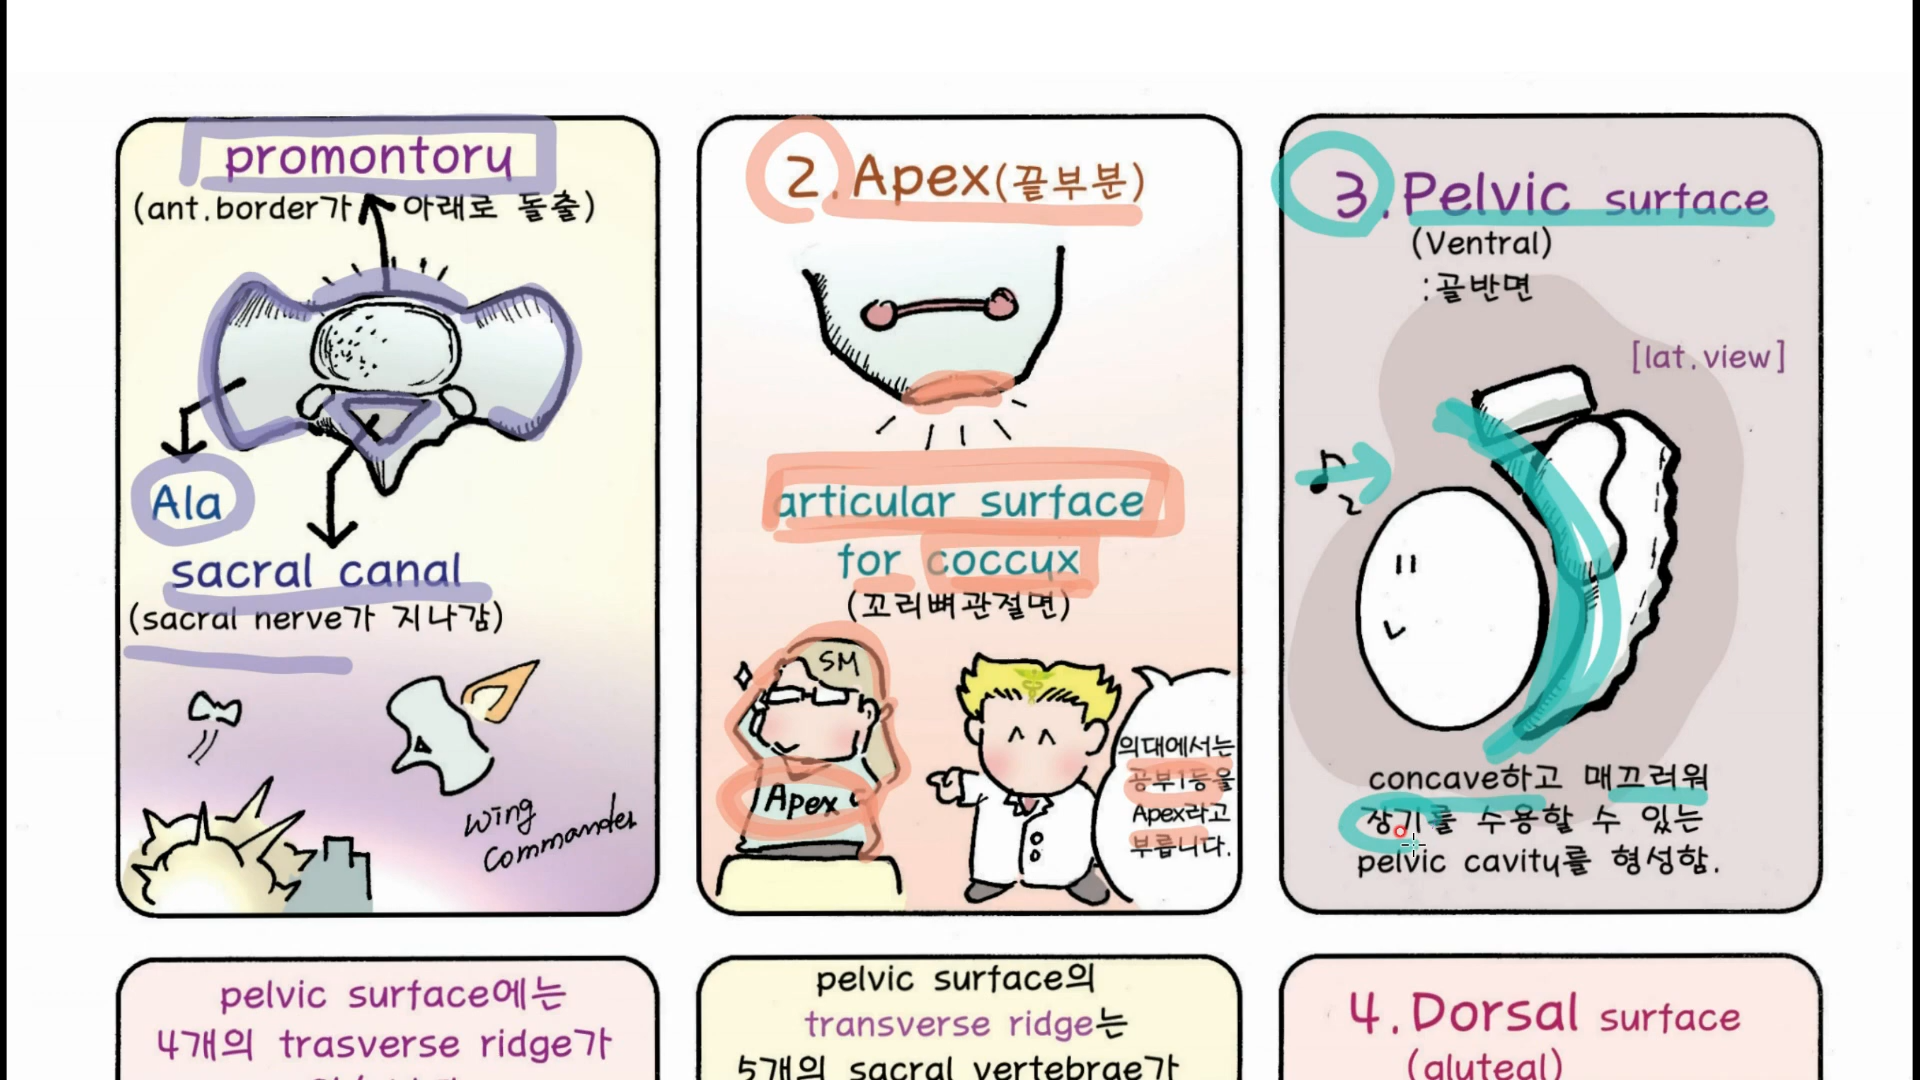 promontory
(ant.border가 아래로 돌출)
Ala
sacral canal
(sacral nerve가 지나감)
wing
commander
2.Apex(끝부분)
articular surface
for coccyx
(꼬리뼈관절면)
SM
Apex
의대에서는
공부1등을
Apex라고
부릅니다.
3.Pelvic surface
(Ventral)
:골반면
[lat.view]
concave하고 매끄러워
장기를 수용할 수 있는
pelvic cavity를 형성함.
pelvic surface에는
4개의 trasverse ridge가
pelvic surface의
transverse ridge는
5개의 sacral vertebrae가
4.Dorsal surface
(gluteal)